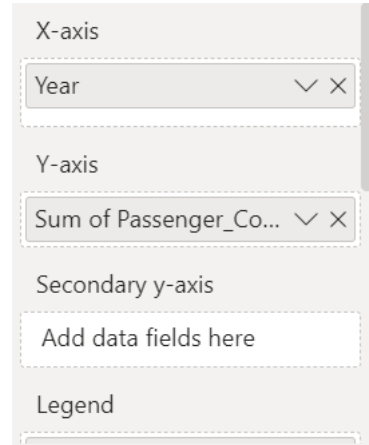 X-axis
Year
Y-axis
Sum of Passenger_Co...
Secondary y-axis
Add data fields here
Legend